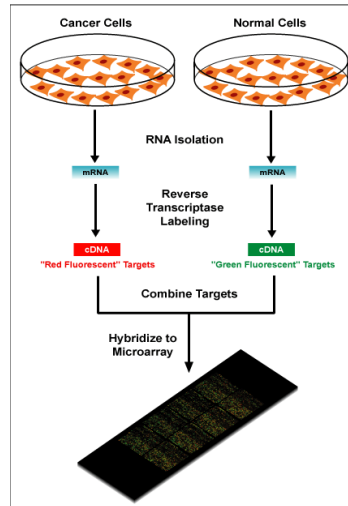 Cancer Cells
Normal Cells
RNA Isolation
mRNA
mRNA
Reverse
Transcriptase
Labeling
cDNA
cDNA
"Red Fluorescent" Targets
"Green Fluorescent" Targets
Combine Targets
Hybridize to
Microarray